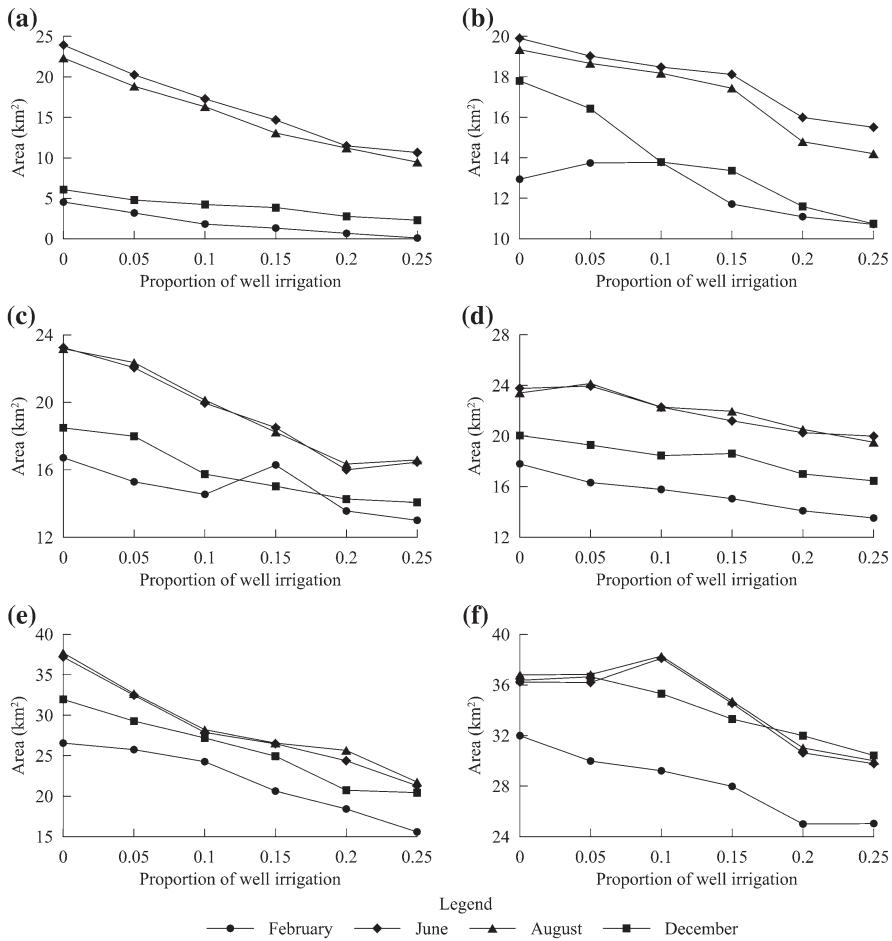 (a)
25
20
15
10
5
0
Area (km²)
0 0.05 0.1 0.15 0.2 0.25
Proportion of well irrigation
(b)
20
18
16
14
12
10
Area (km²)
0 0.05 0.1 0.15 0.2 0.25
Proportion of well irrigation
(c)
24
20
16
12
Area (km²)
0 0.05 0.1 0.15 0.2 0.25
Proportion of well irrigation
(d)
28
24
20
16
12
Area (km²)
0 0.05 0.1 0.15 0.2 0.25
Proportion of well irrigation
(e)
40
35
30
25
20
15
Area (km²)
0 0.05 0.1 0.15 0.2 0.25
Proportion of well irrigation
(f)
40
36
32
28
24
Area (km²)
0 0.05 0.1 0.15 0.2 0.25
Proportion of well irrigation
Legend
February June August December